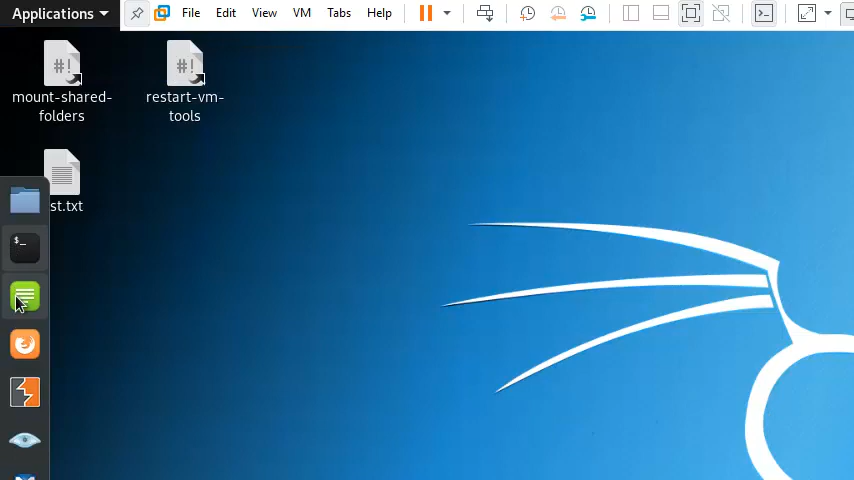 Applications File Edit View VM Tabs Help
#! #!
mount-shared-
folders
restart-vm-
tools
st.txt
$_